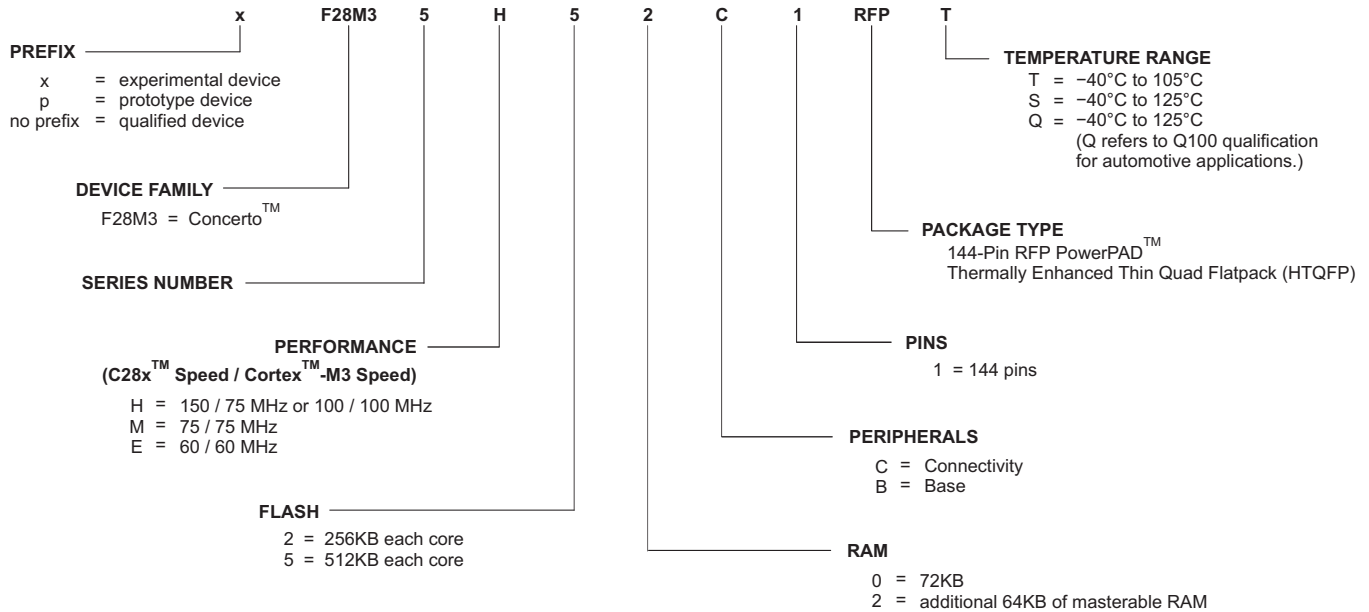 x F28M3 5 H 5 2 C 1 RFP T
PREFIX
x = experimental device
p = prototype device
no prefix = qualified device
TEMPERATURE RANGE
T = −40°C to 105°C
S = −40°C to 125°C
Q = −40°C to 125°C
(Q refers to Q100 qualification
for automotive applications.)
DEVICE FAMILY
F28M3 = Concerto™
PACKAGE TYPE
144-Pin RFP PowerPAD™
Thermally Enhanced Thin Quad Flatpack (HTQFP)
SERIES NUMBER
PERFORMANCE
(C28x™ Speed / Cortex™-M3 Speed)
H = 150 / 75 MHz or 100 / 100 MHz
M = 75 / 75 MHz
E = 60 / 60 MHz
PINS
1 = 144 pins
PERIPHERALS
C = Connectivity
B = Base
FLASH
2 = 256KB each core
5 = 512KB each core
RAM
0 = 72KB
2 = additional 64KB of masterable RAM